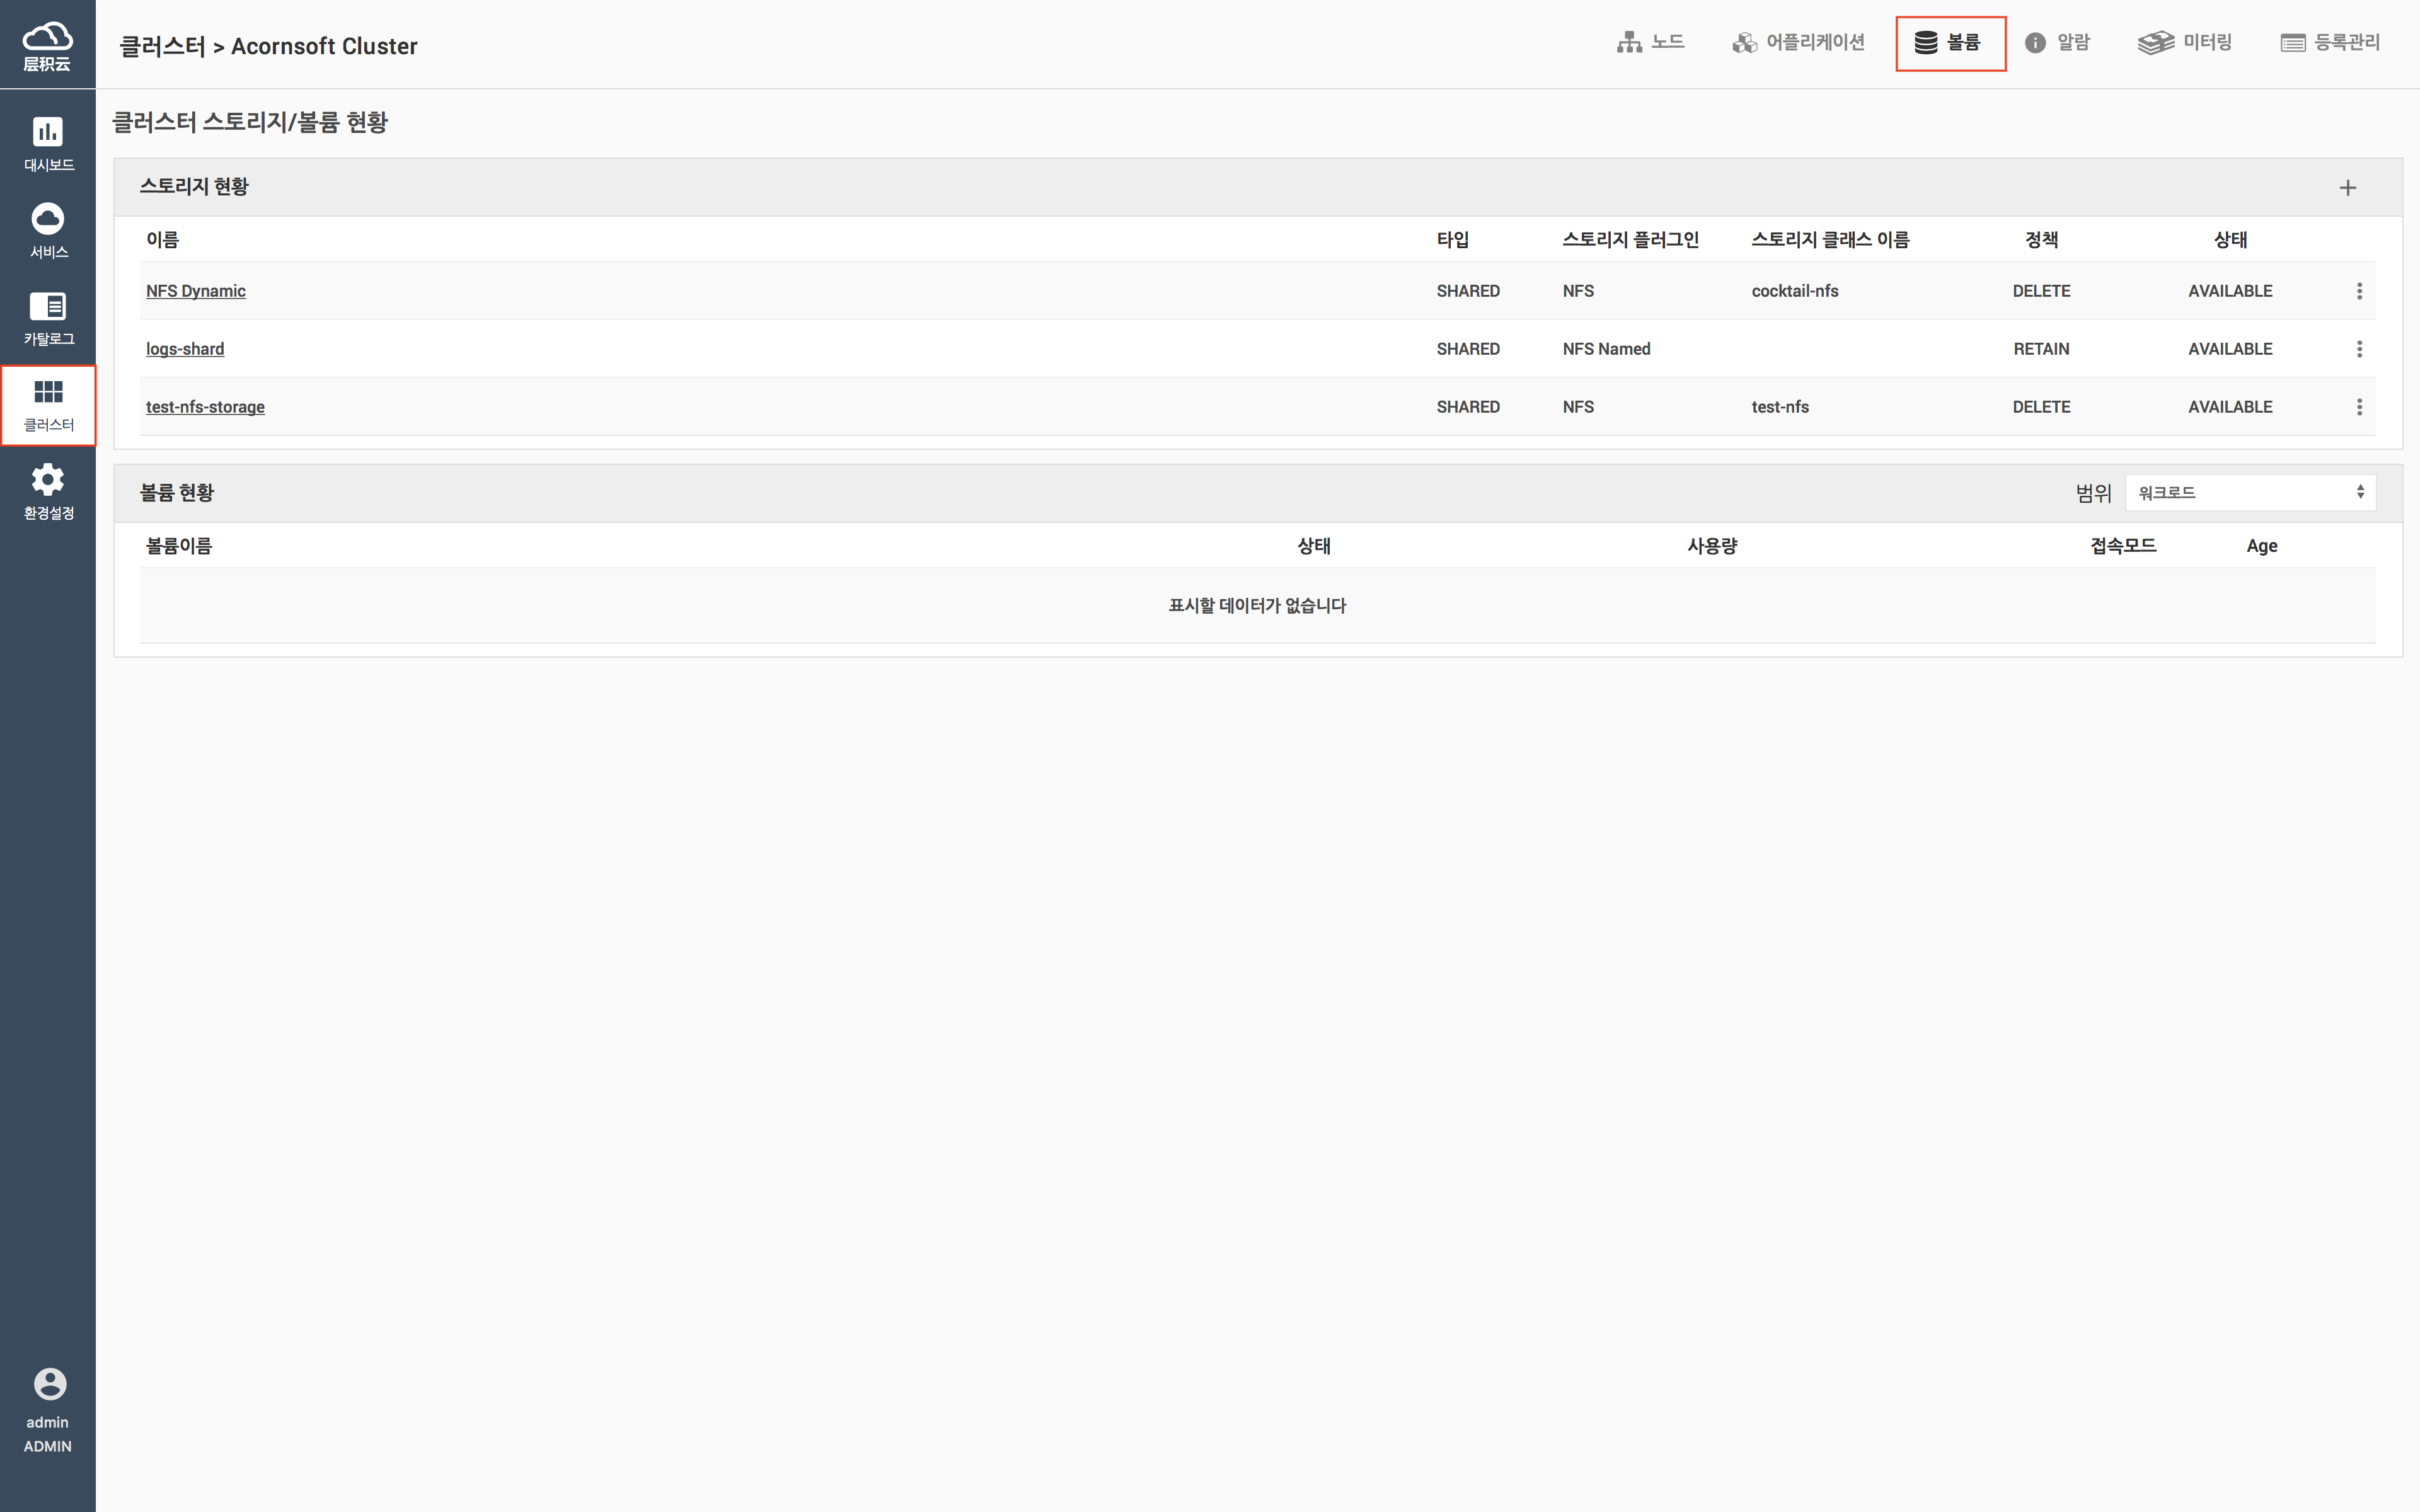 层积云
클러스터 > Acornsoft Cluster
노드 어플리케이션 볼륨 알람 미터링 등록관리
대시보드
서비스
카탈로그
클러스터
환경설정
admin
ADMIN
클러스터 스토리지/볼륨 현황
스토리지 현황 +
이름 타입 스토리지 플러그인 스토리지 클래스 이름 정책 상태
NFS Dynamic SHARED NFS cocktail-nfs DELETE AVAILABLE
logs-shard SHARED NFS Named RETAIN AVAILABLE
test-nfs-storage SHARED NFS test-nfs DELETE AVAILABLE
볼륨 현황 범위 워크로드
볼륨이름 상태 사용량 접속모드 Age
표시할 데이터가 없습니다